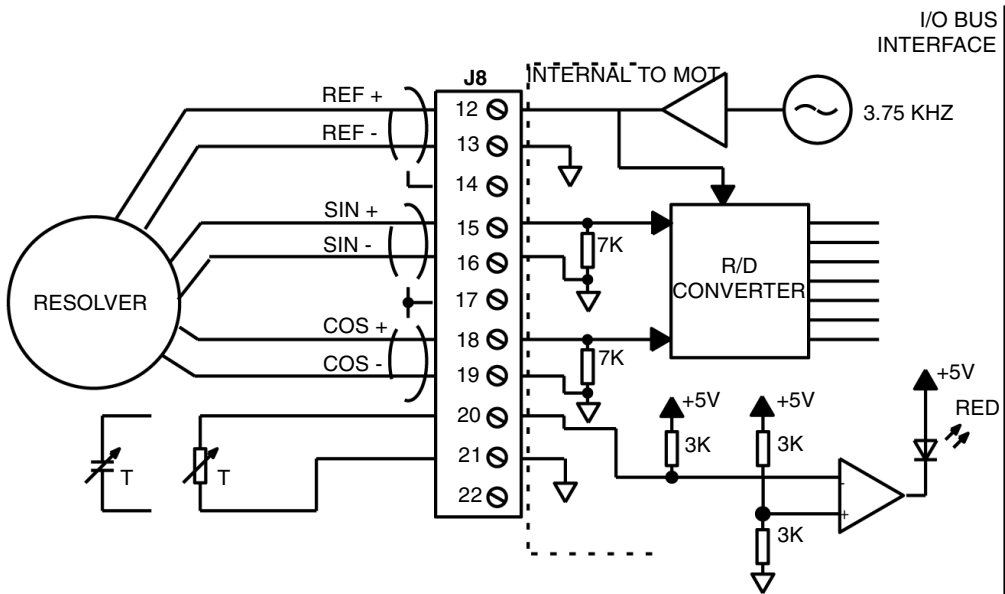 I/O BUS
INTERFACE
J8
INTERNAL TO MOT
REF +
12
3.75 KHZ
REF -
13
14
SIN +
15
SIN -
16
7K
R/D
CONVERTER
RESOLVER
17
COS +
18
COS -
19
7K
+5V
20
+5V
+5V
RED
3K
3K
21
T
T
-
22
+
3K